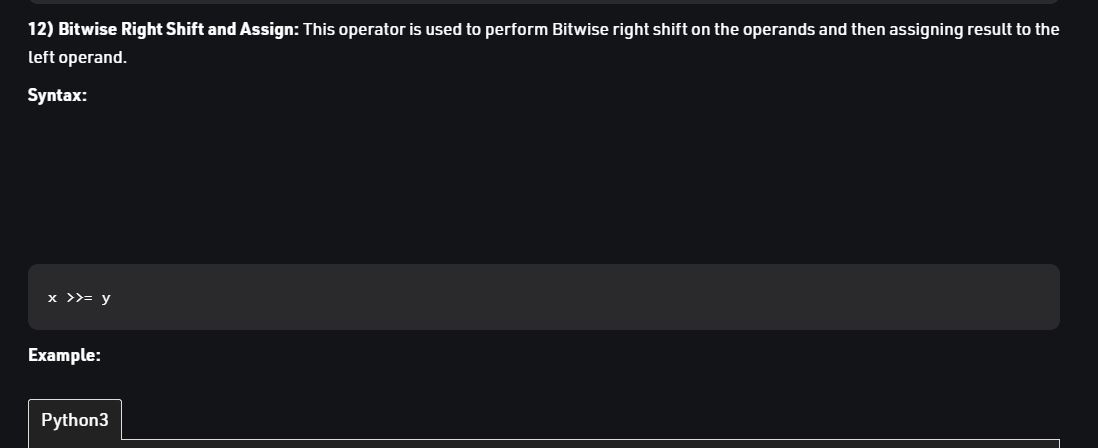 12) Bitwise Right Shift and Assign: This operator is used to perform Bitwise right shift on the operands and then assigning result to the
left operand.
Syntax:
x >>= y
Example:
Python3